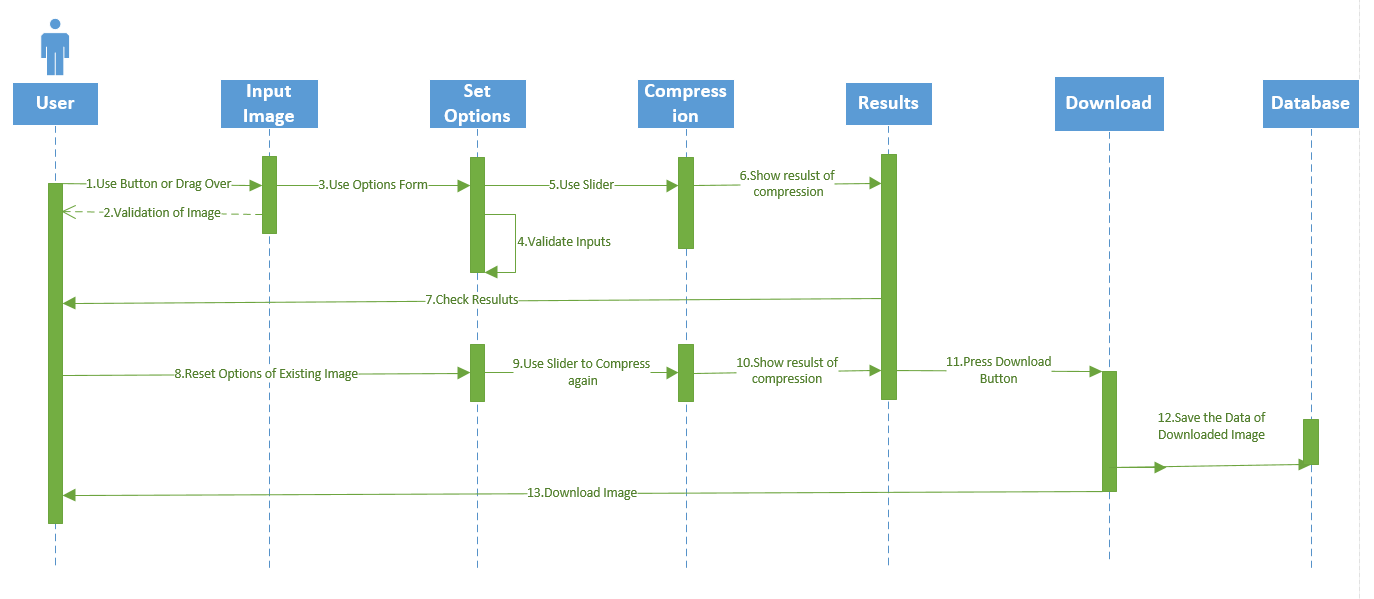 User
Input
Image
Set
Options
Compress
ion
Results
Download
Database
1.Use Button or Drag Over
3.Use Options Form
5.Use Slider
6.Show resulst of
compression
2.Validation of Image
4.Validate Inputs
7.Check Resuluts
8.Reset Options of Existing Image
9.Use Slider to Compress
again
10.Show resulst of
compression
11.Press Download
Button
12.Save the Data of
Downloaded Image
13.Download Image